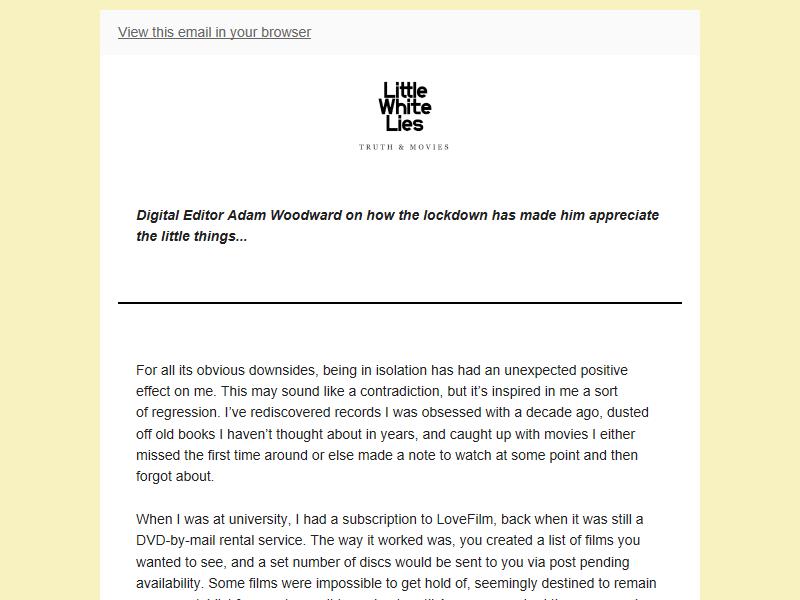 View this email in your browser
Little
White
Lies
TRUTH & MOVIES
Digital Editor Adam Woodward on how the lockdown has made him appreciate
the little things...
For all its obvious downsides, being in isolation has had an unexpected positive
effect on me. This may sound like a contradiction, but it’s inspired in me a sort
of regression. I’ve rediscovered records I was obsessed with a decade ago, dusted
off old books I haven’t thought about in years, and caught up with movies I either
missed the first time around or else made a note to watch at some point and then
forgot about.
When I was at university, I had a subscription to LoveFilm, back when it was still a
DVD-by-mail rental service. The way it worked was, you created a list of films you
wanted to see, and a set number of discs would be sent to you via post pending
availability. Some films were impossible to get hold of, seemingly destined to remain